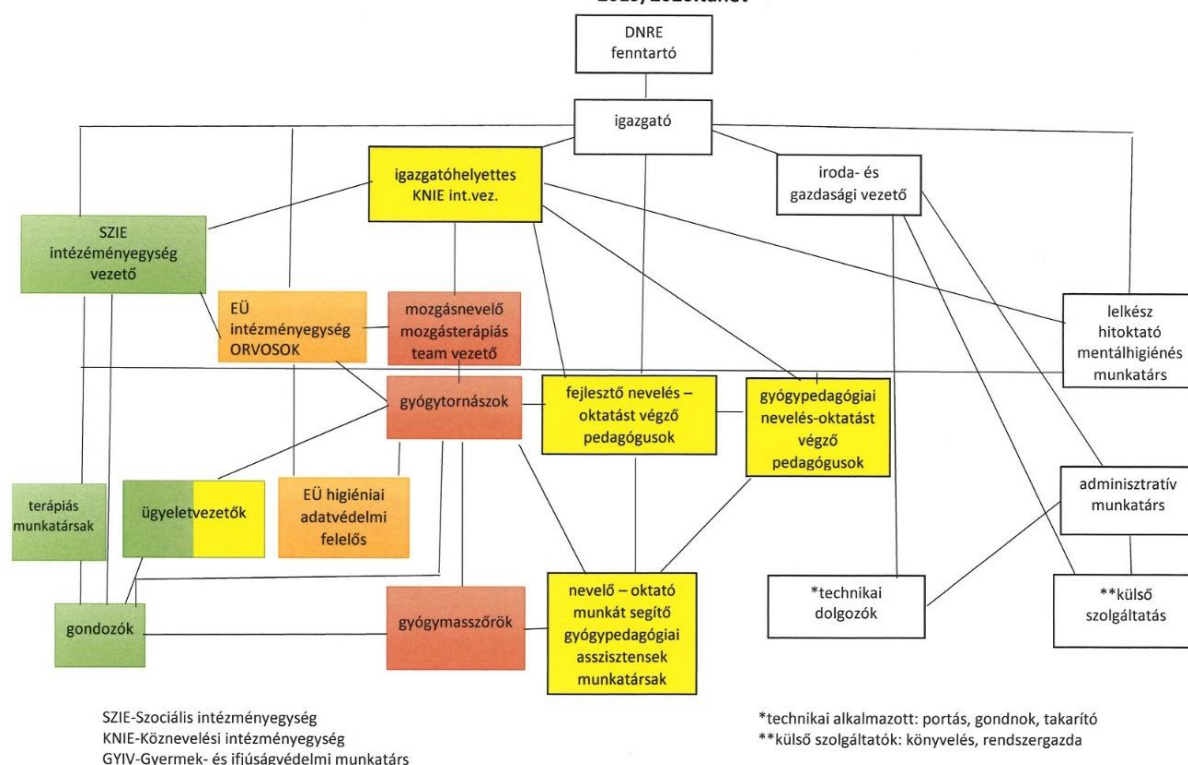 DNRE
fenntartó
igazgató
igazgatóhelyettes
KNIE int.vez.
iroda- és
gazdasági vezető
SZIE
intézéményegység
vezető
EÜ
intézményegység
ORVOSOK
mozgásnevelő
mozgásterápiás
team vezető
lelkész
hitoktató
mentálhigiénés
munkatárs
gyógytornászok
fejlesztő nevelés –
oktatást végző
pedagógusok
gyógypedagógiai
nevelés-oktatást
végző
pedagógusok
terápiás
munkatársak
ügyeletvezetők
EÜ higiéniai
adatvédelmi
felelős
adminisztratív
munkatárs
gondozók
gyógymasszőrök
nevelő – oktató
munkát segítő
gyógypedagógiai
asszisztensek
munkatársak
*technikai
dolgozók
**külső
szolgáltatás
SZIE-Szociális intézményegység
KNIE-Köznevelési intézményegység
GYIV-Gyermek- és ifjúságvédelmi munkatárs
*technikai alkalmazott: portás, gondnok, takarító
**külső szolgáltatók: könyvelés, rendszergazda